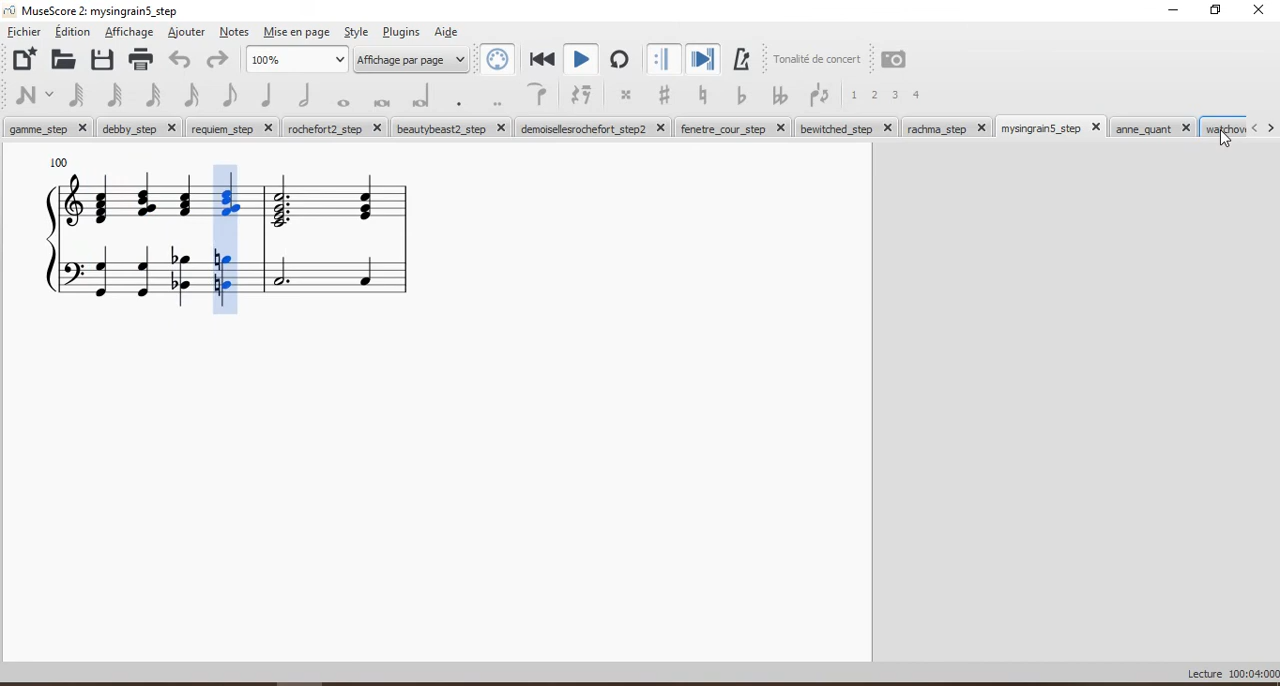 MuseScore 2: mysingrain5_step
Fichier Édition Affichage Ajouter Notes Mise en page Style Plugins Aide
100% Affichage par page Tonalité de concert
1 2 3 4
gamme_step debby_step requiem_step rochefort2_step beautybeast2_step demoisellesrochefort_step2 fenetre_cour_step bewitched_step rachma_step mysingrain5_step anne_quant
100
Lecture 100:04:000